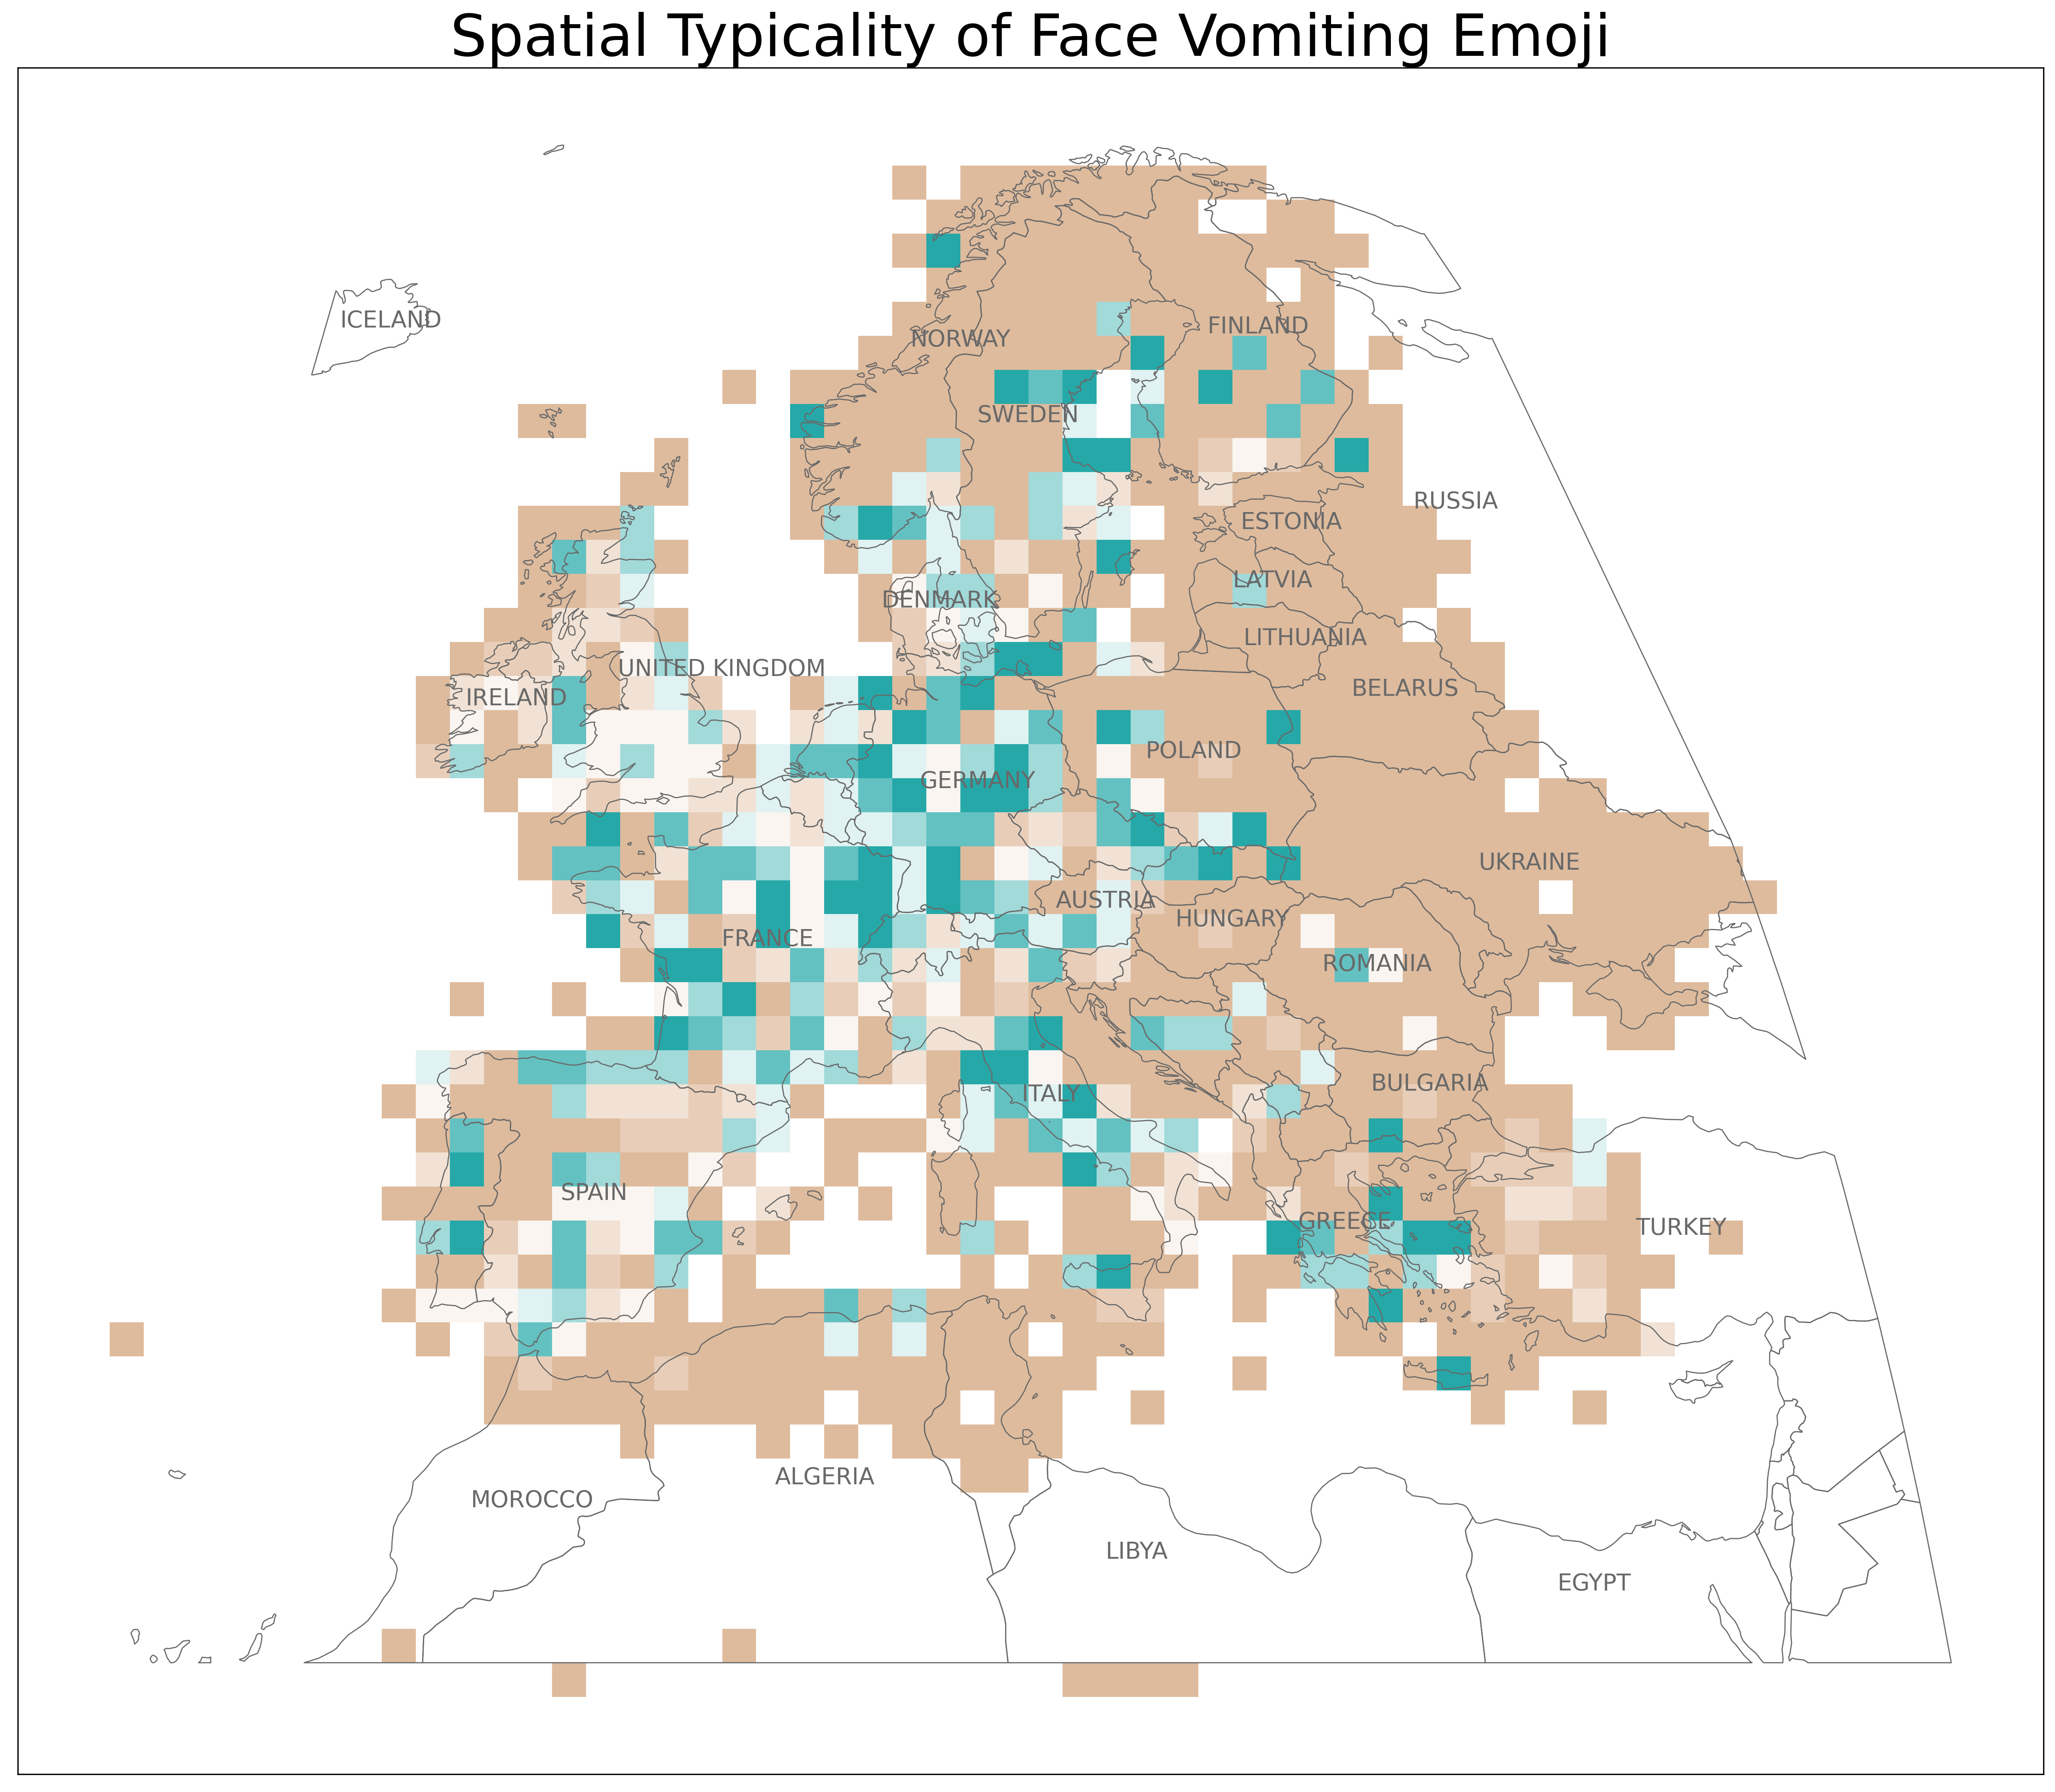 Spatial Typicality of Face Vomiting Emoji
ICELAND
NORWAY
FINLAND
SWEDEN
RUSSIA
ESTONIA
LATVIA
DENMARK
LITHUANIA
UNITED KINGDOM
IRELAND
BELARUS
POLAND
GERMANY
UKRAINE
AUSTRIA
HUNGARY
FRANCE
ROMANIA
BULGARIA
ITALY
SPAIN
GREECE
TURKEY
ALGERIA
MOROCCO
LIBYA
EGYPT